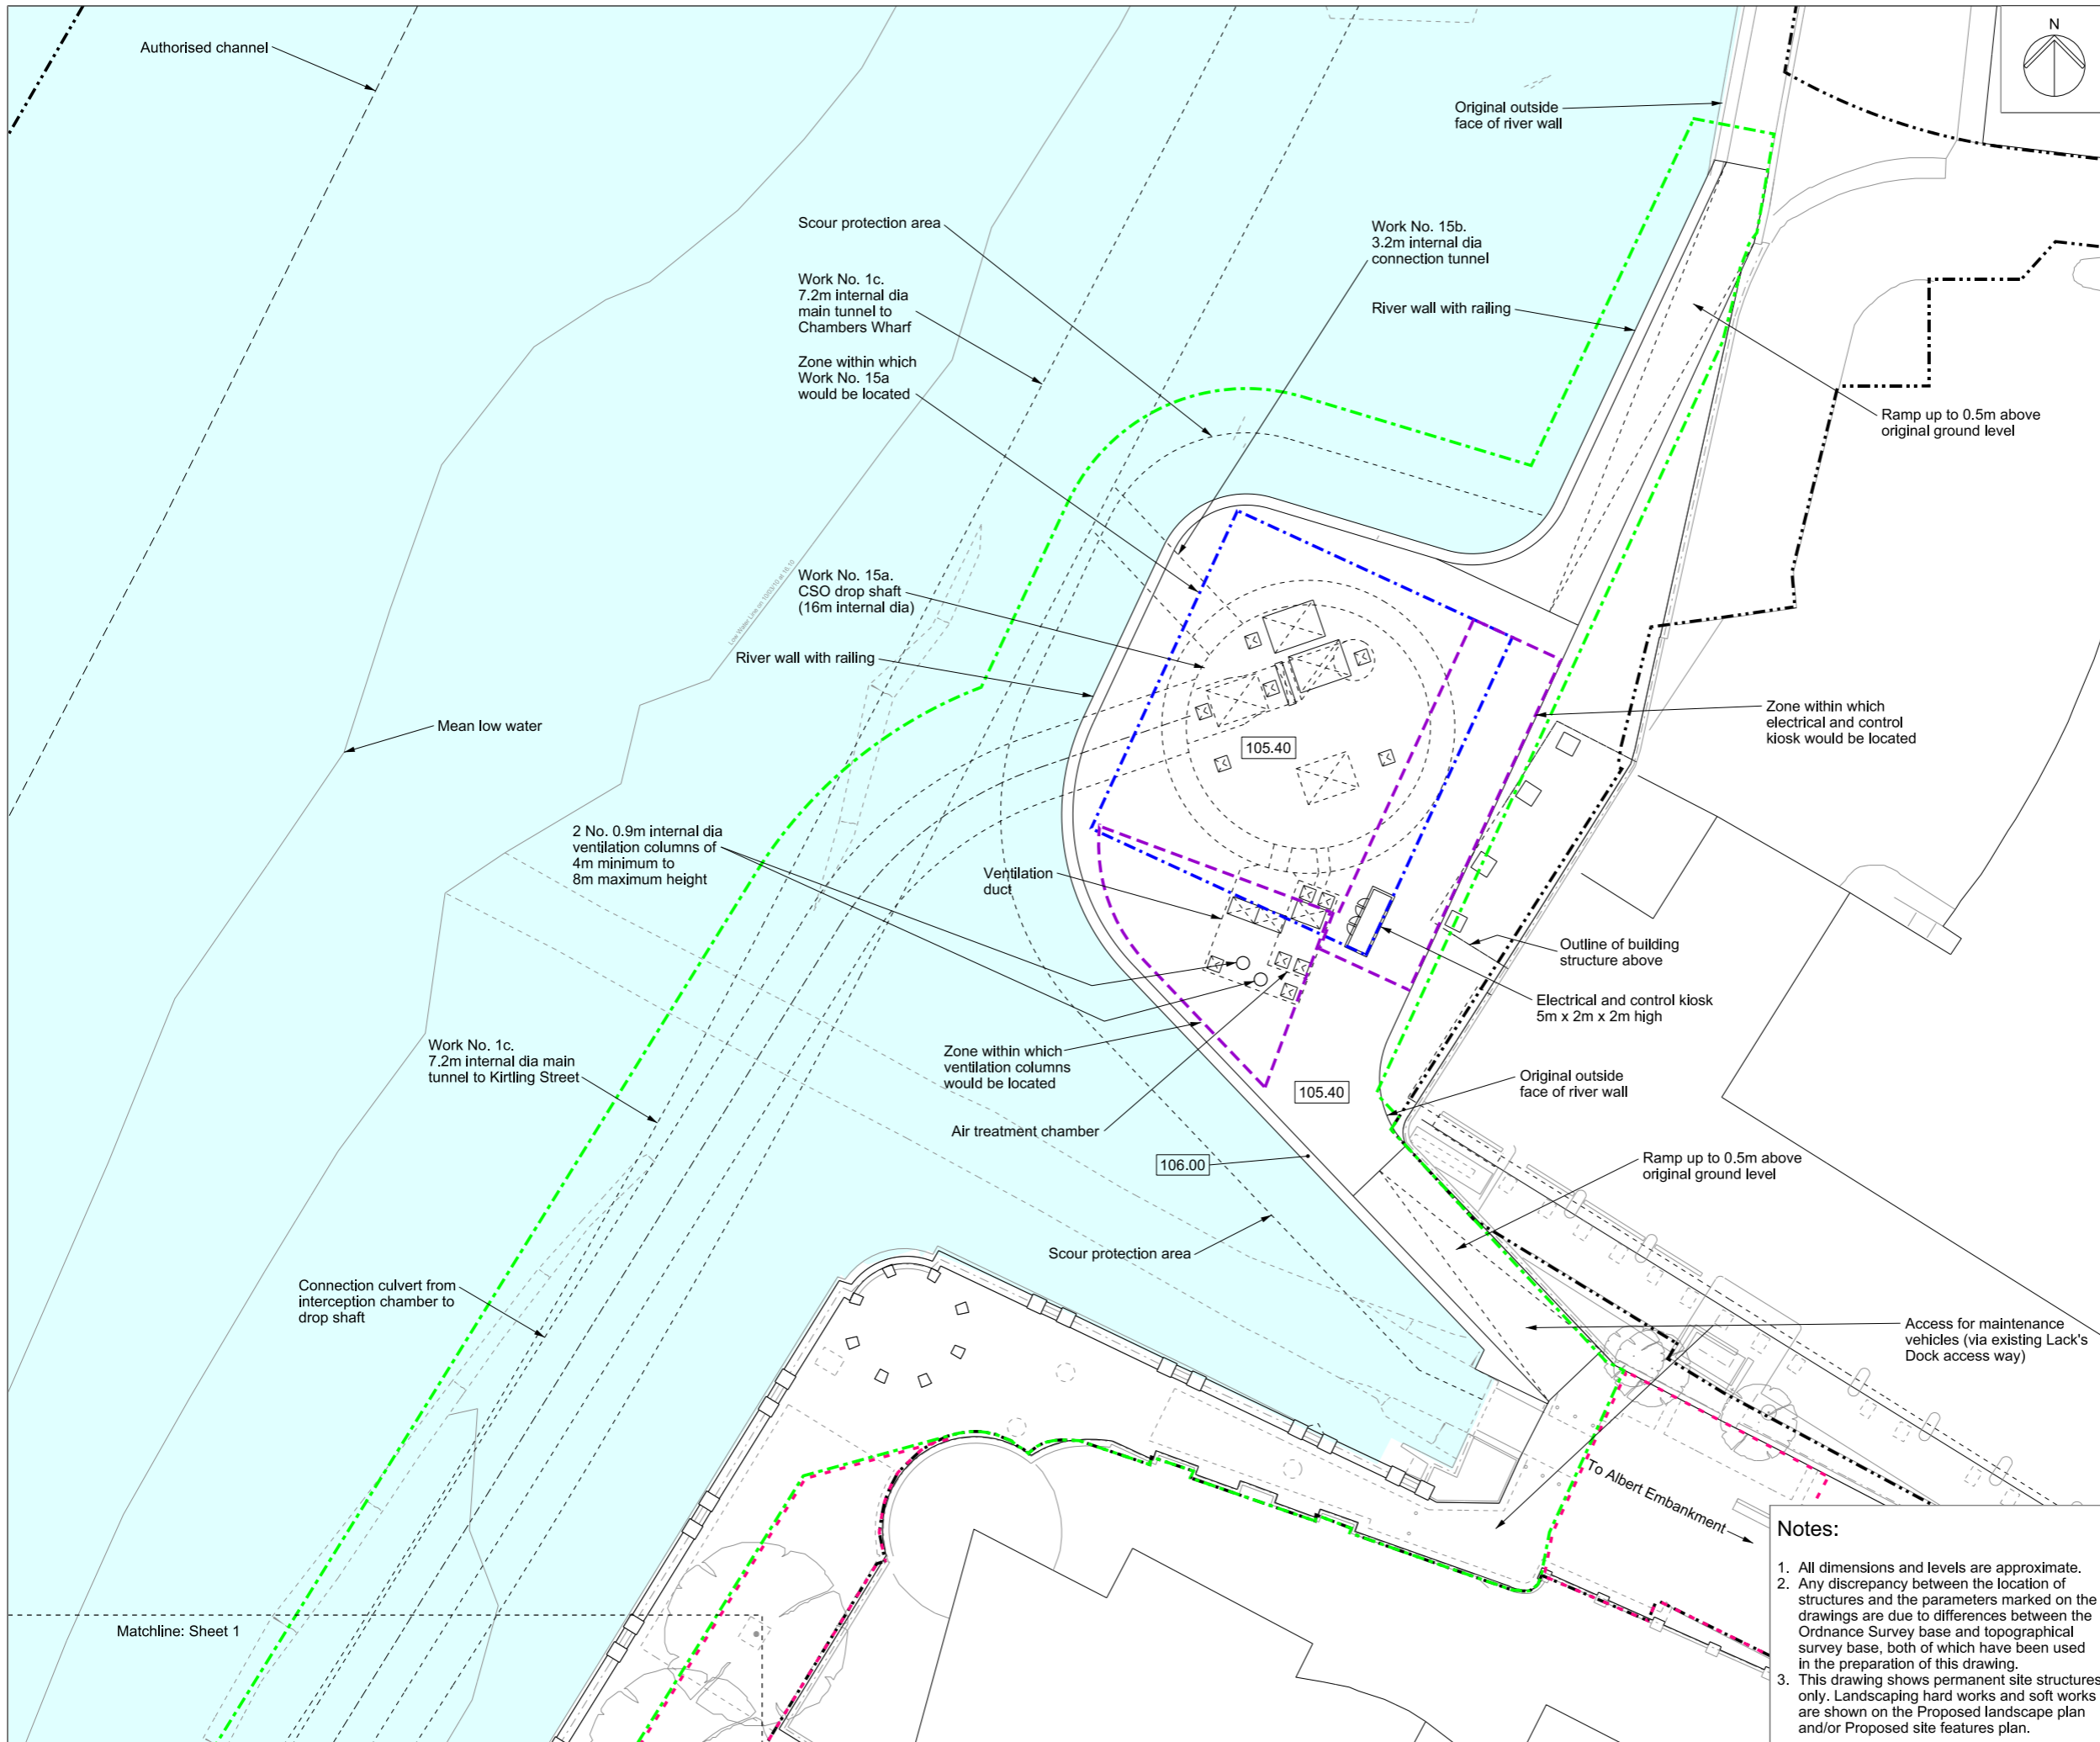 Authorised channel
N
Original outside
face of river wall
Scour protection area
Work No. 15b.
3.2m internal dia
connection tunnel
Work No. 1c.
7.2m internal dia
main tunnel to
Chambers Wharf
River wall with railing
Zone within which
Work No. 15a
would be located
Ramp up to 0.5m above
original ground level
Low Water Line on 10/03/10 at 16.10
Work No. 15a.
CSO drop shaft
(16m internal dia)
River wall with railing
Mean low water
Zone within which
electrical and control
kiosk would be located
105.40
2 No. 0.9m internal dia
ventilation columns of
4m minimum to
8m maximum height
Ventilation
duct
Outline of building
structure above
Electrical and control kiosk
5m x 2m x 2m high
Work No. 1c.
7.2m internal dia main
tunnel to Kirtling Street
Zone within which
ventilation columns
would be located
105.40
Original outside
face of river wall
Air treatment chamber
106.00
Ramp up to 0.5m above
original ground level
Scour protection area
Connection culvert from
interception chamber to
drop shaft
Access for maintenance
vehicles (via existing Lack's
Dock access way)
To Albert Embankment
Matchline: Sheet 1
Notes:
1. All dimensions and levels are approximate.
2. Any discrepancy between the location of
structures and the parameters marked on the
drawings are due to differences between the
Ordnance Survey base and topographical
survey base, both of which have been used
in the preparation of this drawing.
3. This drawing shows permanent site structures
only. Landscaping hard works and soft works
are shown on the Proposed landscape plan
and/or Proposed site features plan.